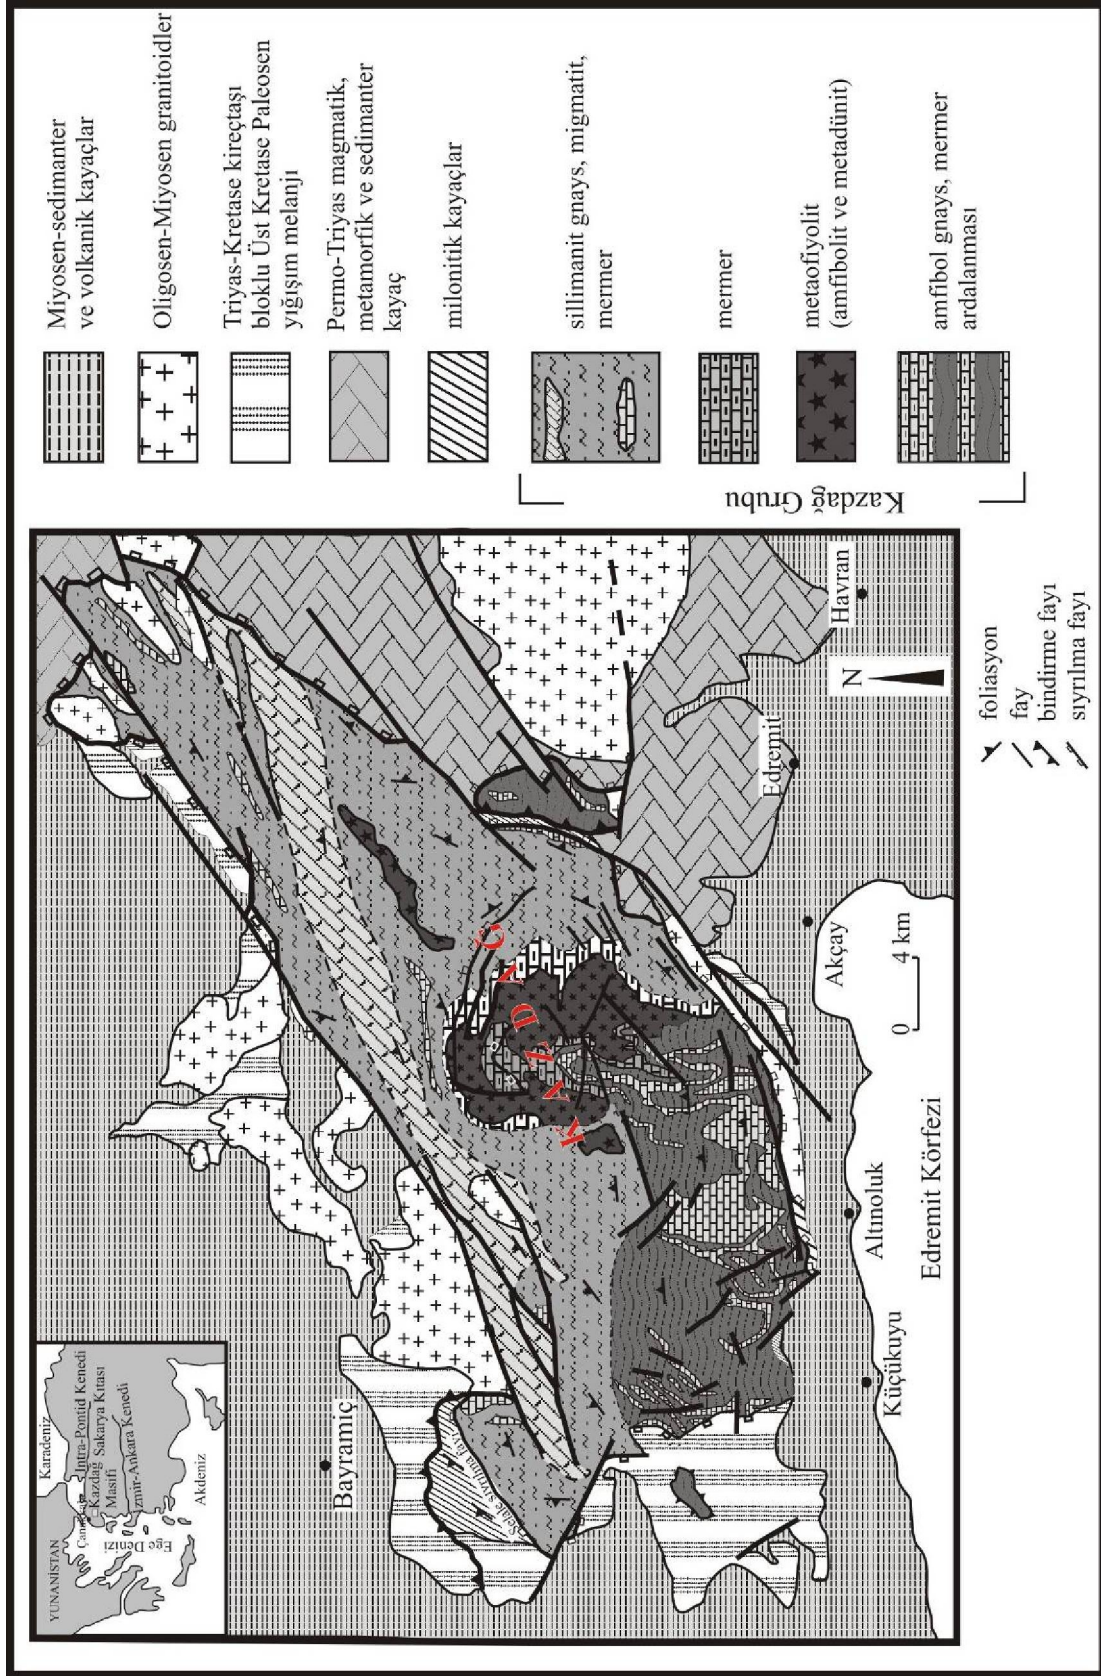 Miyosen-sedimanter
ve volkanik kayaçlar
Oligosen-Miyosen granitoidler
Triyas-Kretase kireçtaşı
bloklu Üst Kretase Paleosen
yığışım melanjı
Permo-Triyas magmatik,
metamorfik ve sedimanter
kayaç
milonitik kayaçlar
sillimanit gnays, migmatit,
mermer
mermer
metaofiyolit
(amfibolit ve metadünit)
amfibol gnays, mermer
ardalanması
Kazdağ Grubu
YUNANİSTAN
Karadeniz
Intra-Pontid Kenedi
Kazdağ
Masifi
Sakarya Kıtası
İzmir-Ankara Kenedi
Ege Denizi
Akdeniz
Bayramiç
KAZDAĞ
Havran
Edremit
Akçay
Altınoluk
Küçükuyu
Edremit Körfezi
N
0 4 km
foliasyon
fay
bindirme fayı
sıyrılma fayı